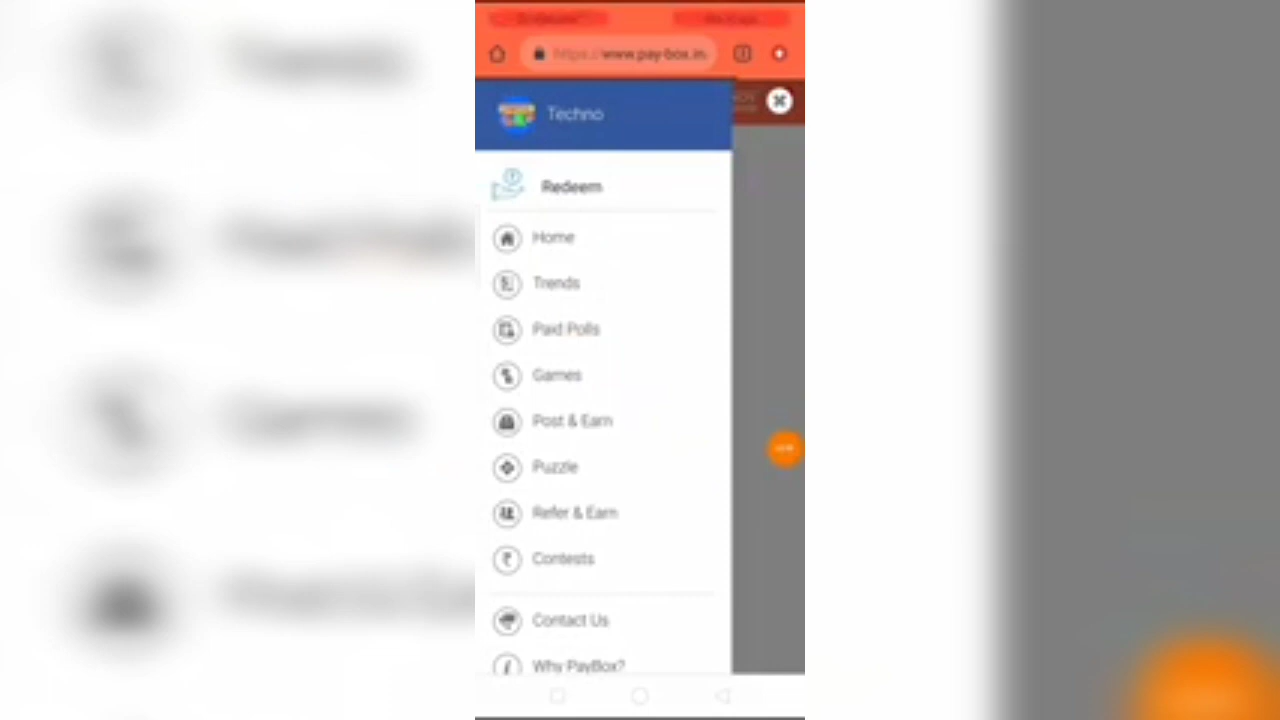 https://www.pay-box.in
Techno
Redeem
Home
Trends
Paid Polls
Games
Post & Earn
Puzzle
Refer & Earn
Contests
Contact Us
Why PayBox?